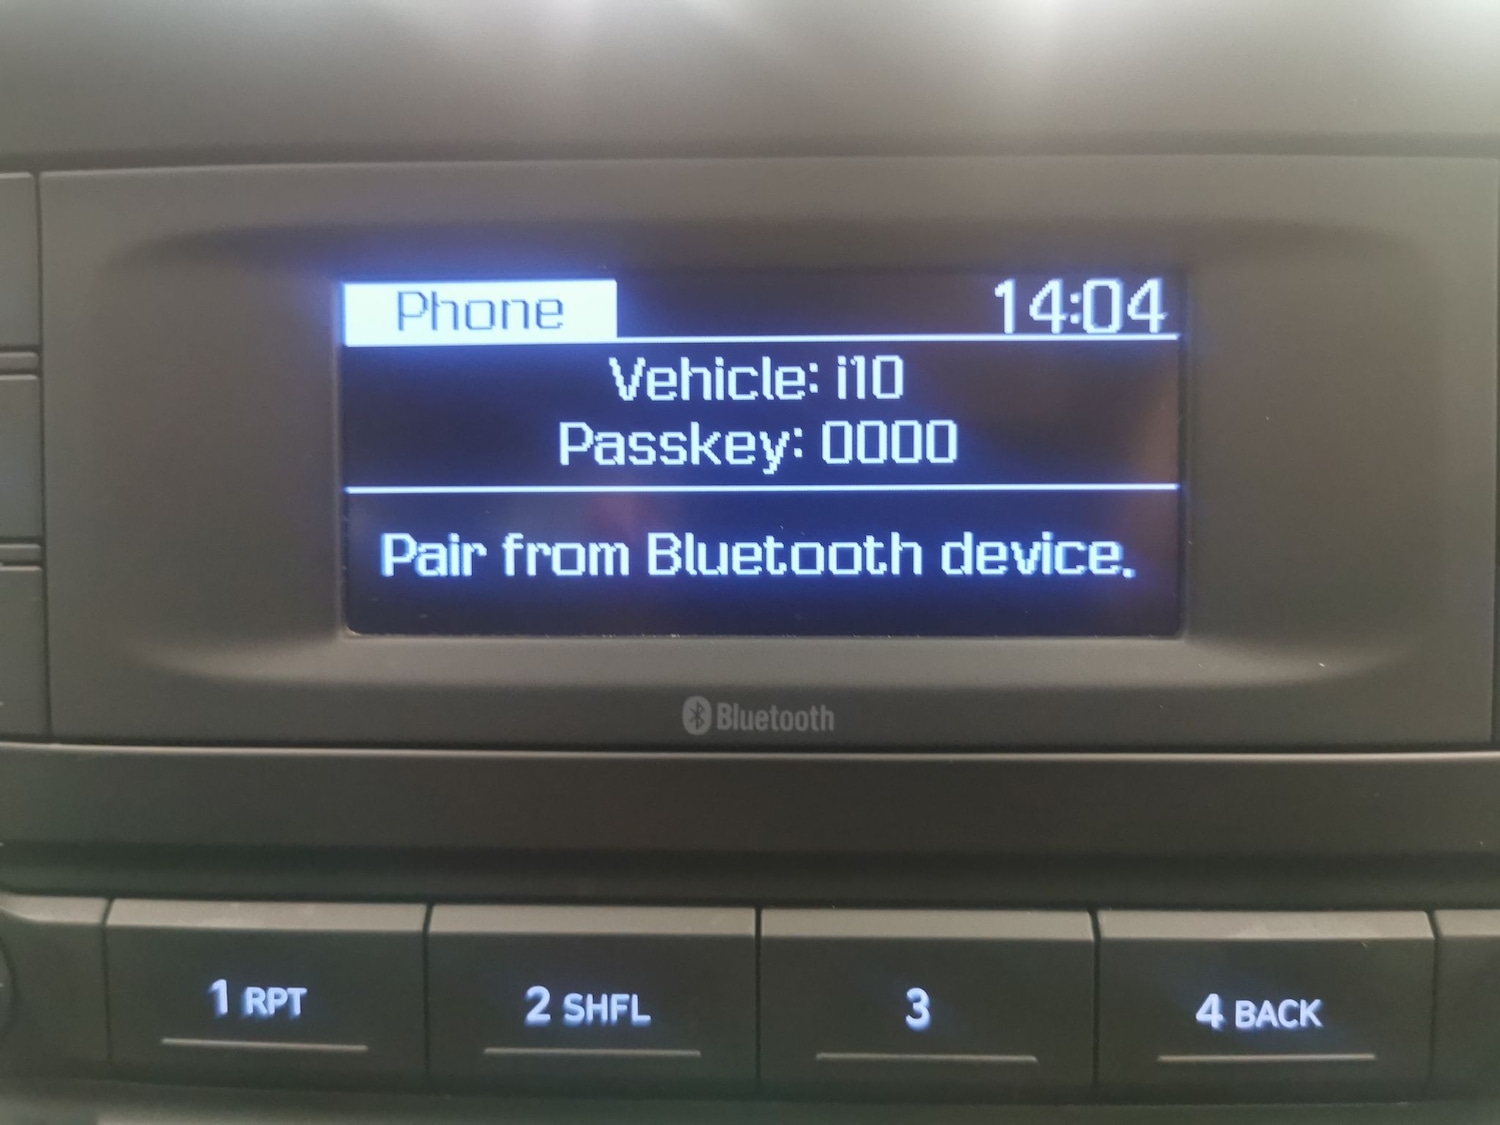 Phone 14:04
Vehicle: i10
Passkey: 0000
Pair from Bluetooth device.
Bluetooth
1 RPT 2 SHFL 3 4 BACK